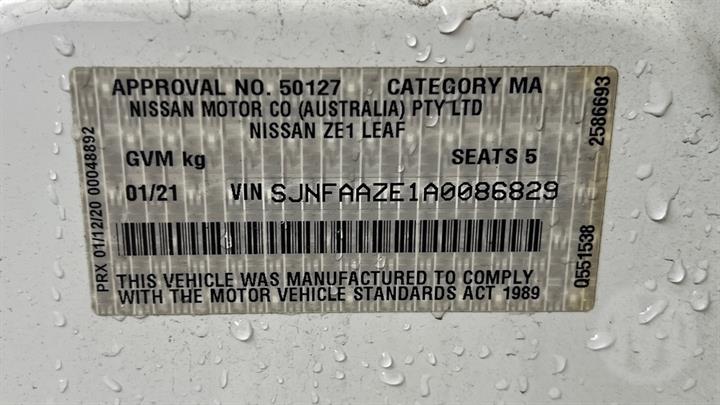 APPROVAL NO. 50127 CATEGORY MA
NISSAN MOTOR CO (AUSTRALIA) PTY LTD
NISSAN ZE1 LEAF
GVM kg SEATS 5
01/21 VIN SJNFAAZE1A0086829
THIS VEHICLE WAS MANUFACTURED TO COMPLY
WITH THE MOTOR VEHICLE STANDARDS ACT 1989
PRX 01/12/20 00048892
2586693
Q551538